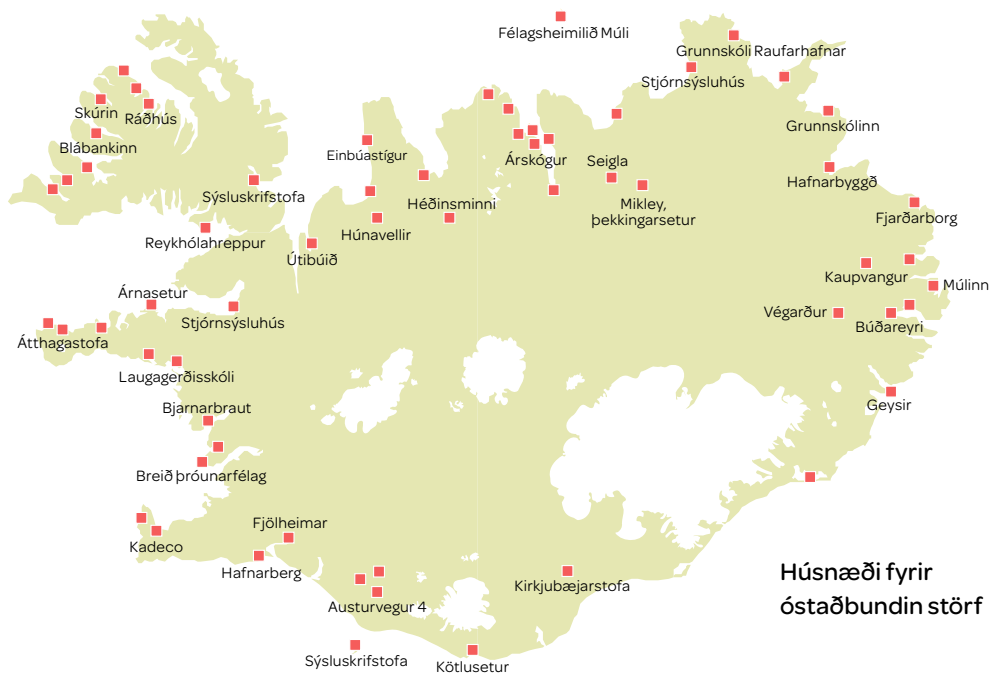 Félagsheimilið Múli
Grunnskóli Raufarhafnar
Stjórnsýsluhús
Skúrin
Ráðhús
Grunnskólinn
Blábankinn
Einbúastígur
Árskógur
Seigla
Hafnarbyggð
Sýsluskrifstofa
Héðinsminni
Mikley,
þekkingarsetur
Fjarðarborg
Húnavellir
Reykhólahreppur
Útibúið
Kaupvangur
Múlinn
Árnasetur
Stjórnsýsluhús
Végarður
Búðareyri
Átthagastofa
Laugagerðisskóli
Bjarnarbraut
Geysir
Breið þróunarfélag
Fjölheimar
Kadeco
Hafnarberg
Kirkjubæjarstofa
Húsnæði fyrir
óstaðbundin störf
Austurvegur 4
Sýsluskrifstofa
Kötlusetur